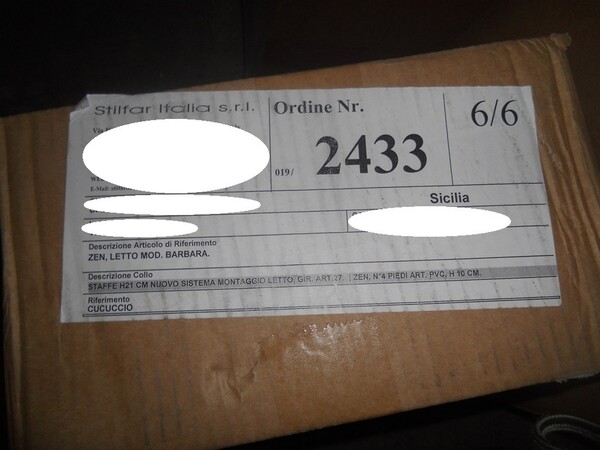 Stilfar Italia s.r.l.
Ordine Nr.
6/6
019/ 2433
E-Mail:
Sicilia
Descrizione Articolo di Riferimento
ZEN, LETTO MOD. BARBARA.
Descrizione Collo
STAFFE H21 CM NUOVO SISTEMA MONTAGGIO LETTO, GIR. ART.27. | ZEN, N°4 PIEDI ART. PVC, H 10 CM.
Riferimento
CUCUCCIO